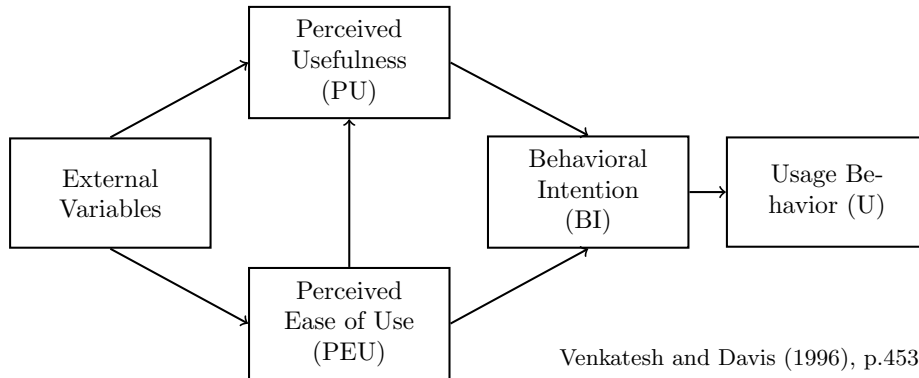 Perceived
Usefulness
(PU)
External
Variables
Behavioral
Intention
(BI)
Usage Be-
havior (U)
Perceived
Ease of Use
(PEU)
Venkatesh and Davis (1996), p.453